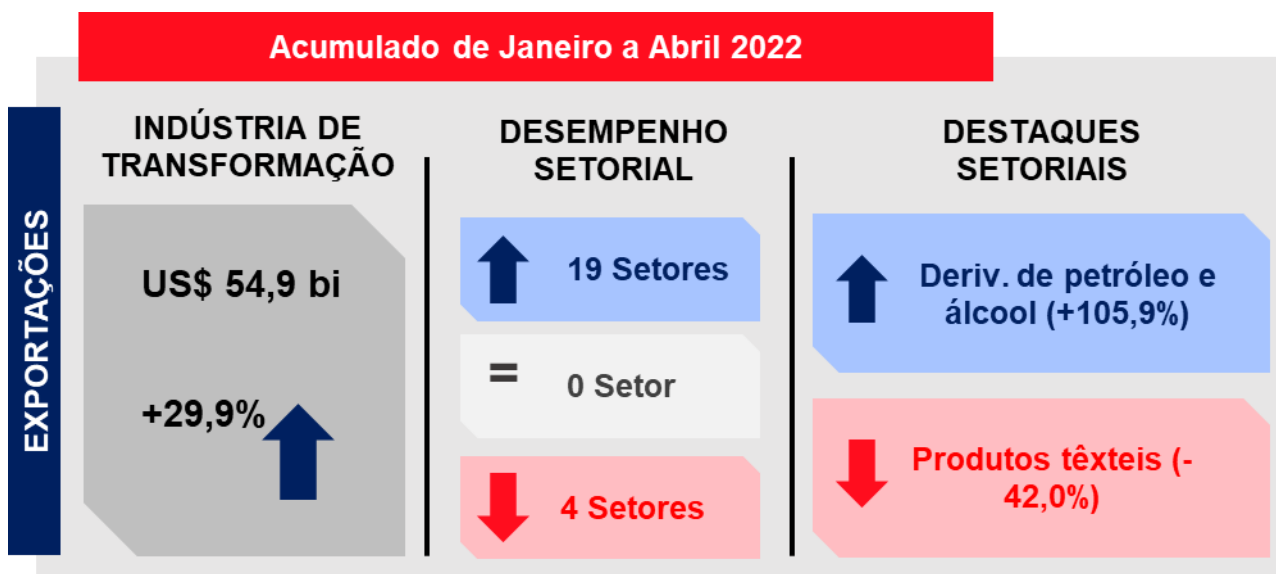 Acumulado de Janeiro a Abril 2022
EXPORTAÇÕES
INDÚSTRIA DE
TRANSFORMAÇÃO
US$ 54,9 bi
+29,9%
DESEMPENHO
SETORIAL
19 Setores
=
0 Setor
4 Setores
DESTAQUES
SETORIAIS
Deriv. de petróleo e
álcool (+105,9%)
Produtos têxteis (-
42,0%)